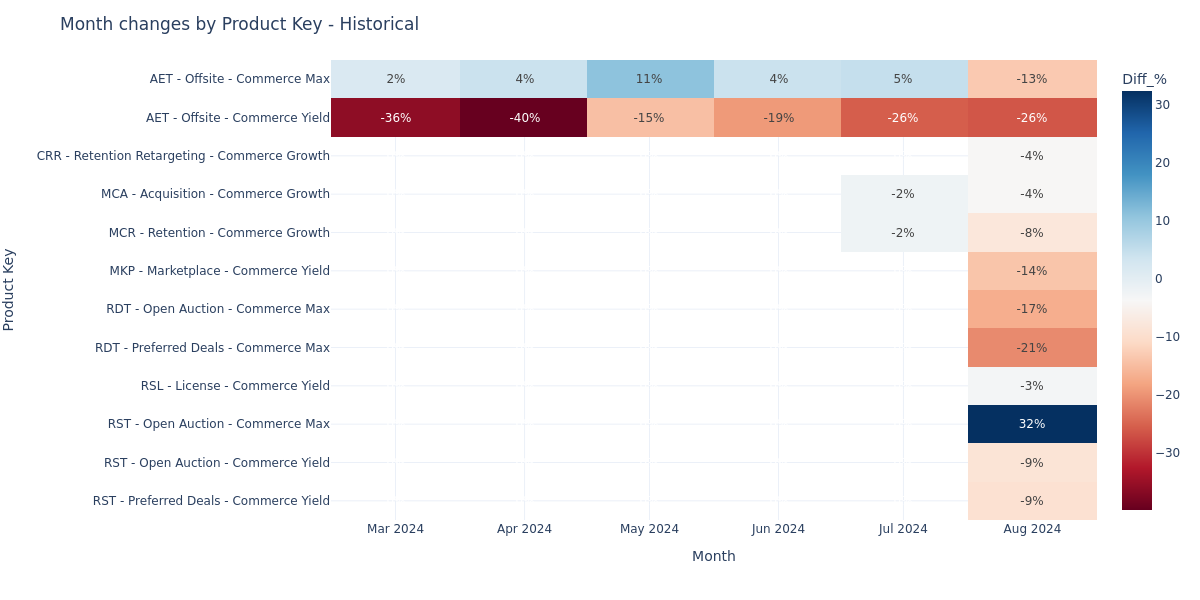 Month changes by Product Key - Historical
AET - Offsite - Commerce Max 2% 4% 11% 4% 5% -13%
AET - Offsite - Commerce Yield -36% -40% -15% -19% -26% -26%
CRR - Retention Retargeting - Commerce Growth -4%
MCA - Acquisition - Commerce Growth -2% -4%
MCR - Retention - Commerce Growth -2% -8%
MKP - Marketplace - Commerce Yield -14%
RDT - Open Auction - Commerce Max -17%
RDT - Preferred Deals - Commerce Max -21%
RSL - License - Commerce Yield -3%
RST - Open Auction - Commerce Max 32%
RST - Open Auction - Commerce Yield -9%
RST - Preferred Deals - Commerce Yield -9%
Mar 2024 Apr 2024 May 2024 Jun 2024 Jul 2024 Aug 2024
Month
Product Key
Diff_%
30
20
10
0
−10
−20
−30